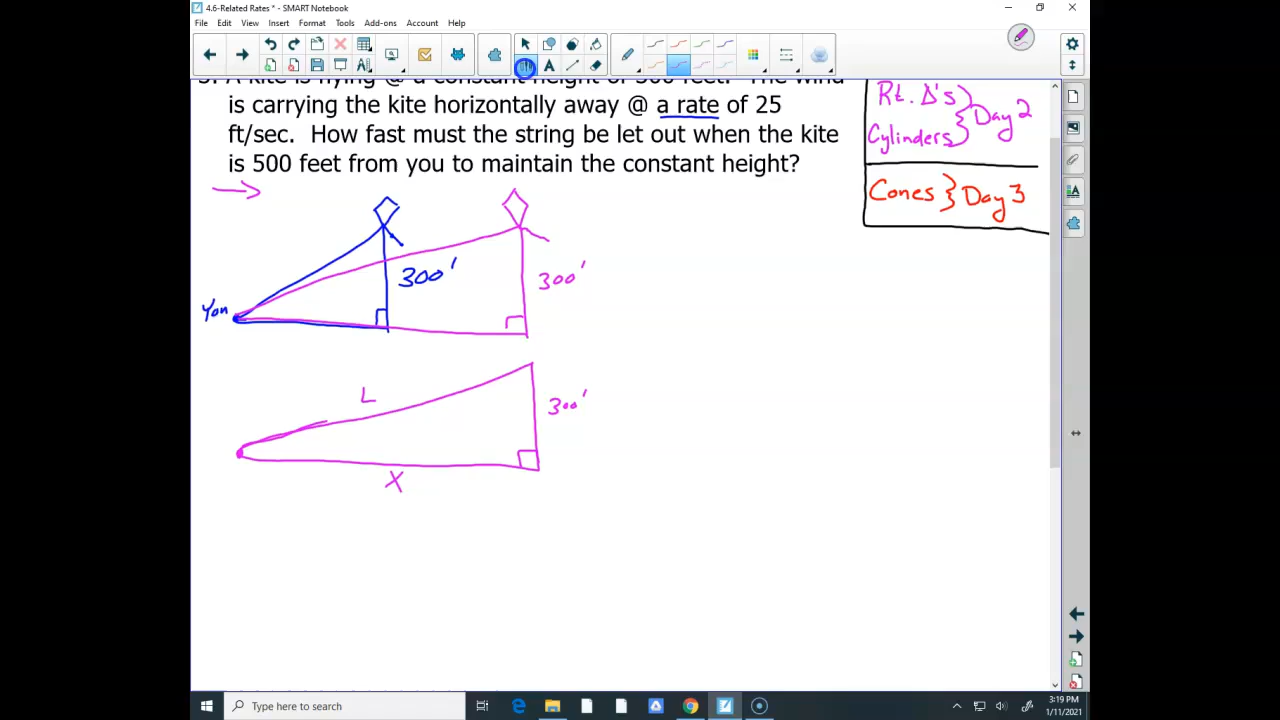 4.6-Related Rates * - SMART Notebook
File Edit View Insert Format Tools Add-ons Account Help
is carrying the kite horizontally away @ a rate of 25
ft/sec. How fast must the string be let out when the kite
is 500 feet from you to maintain the constant height?
Rt. Δ's
Cylinders
Day 2
Cones
Day 3
300'
300'
You
L
300'
X
Type here to search
3:19 PM
1/11/2021